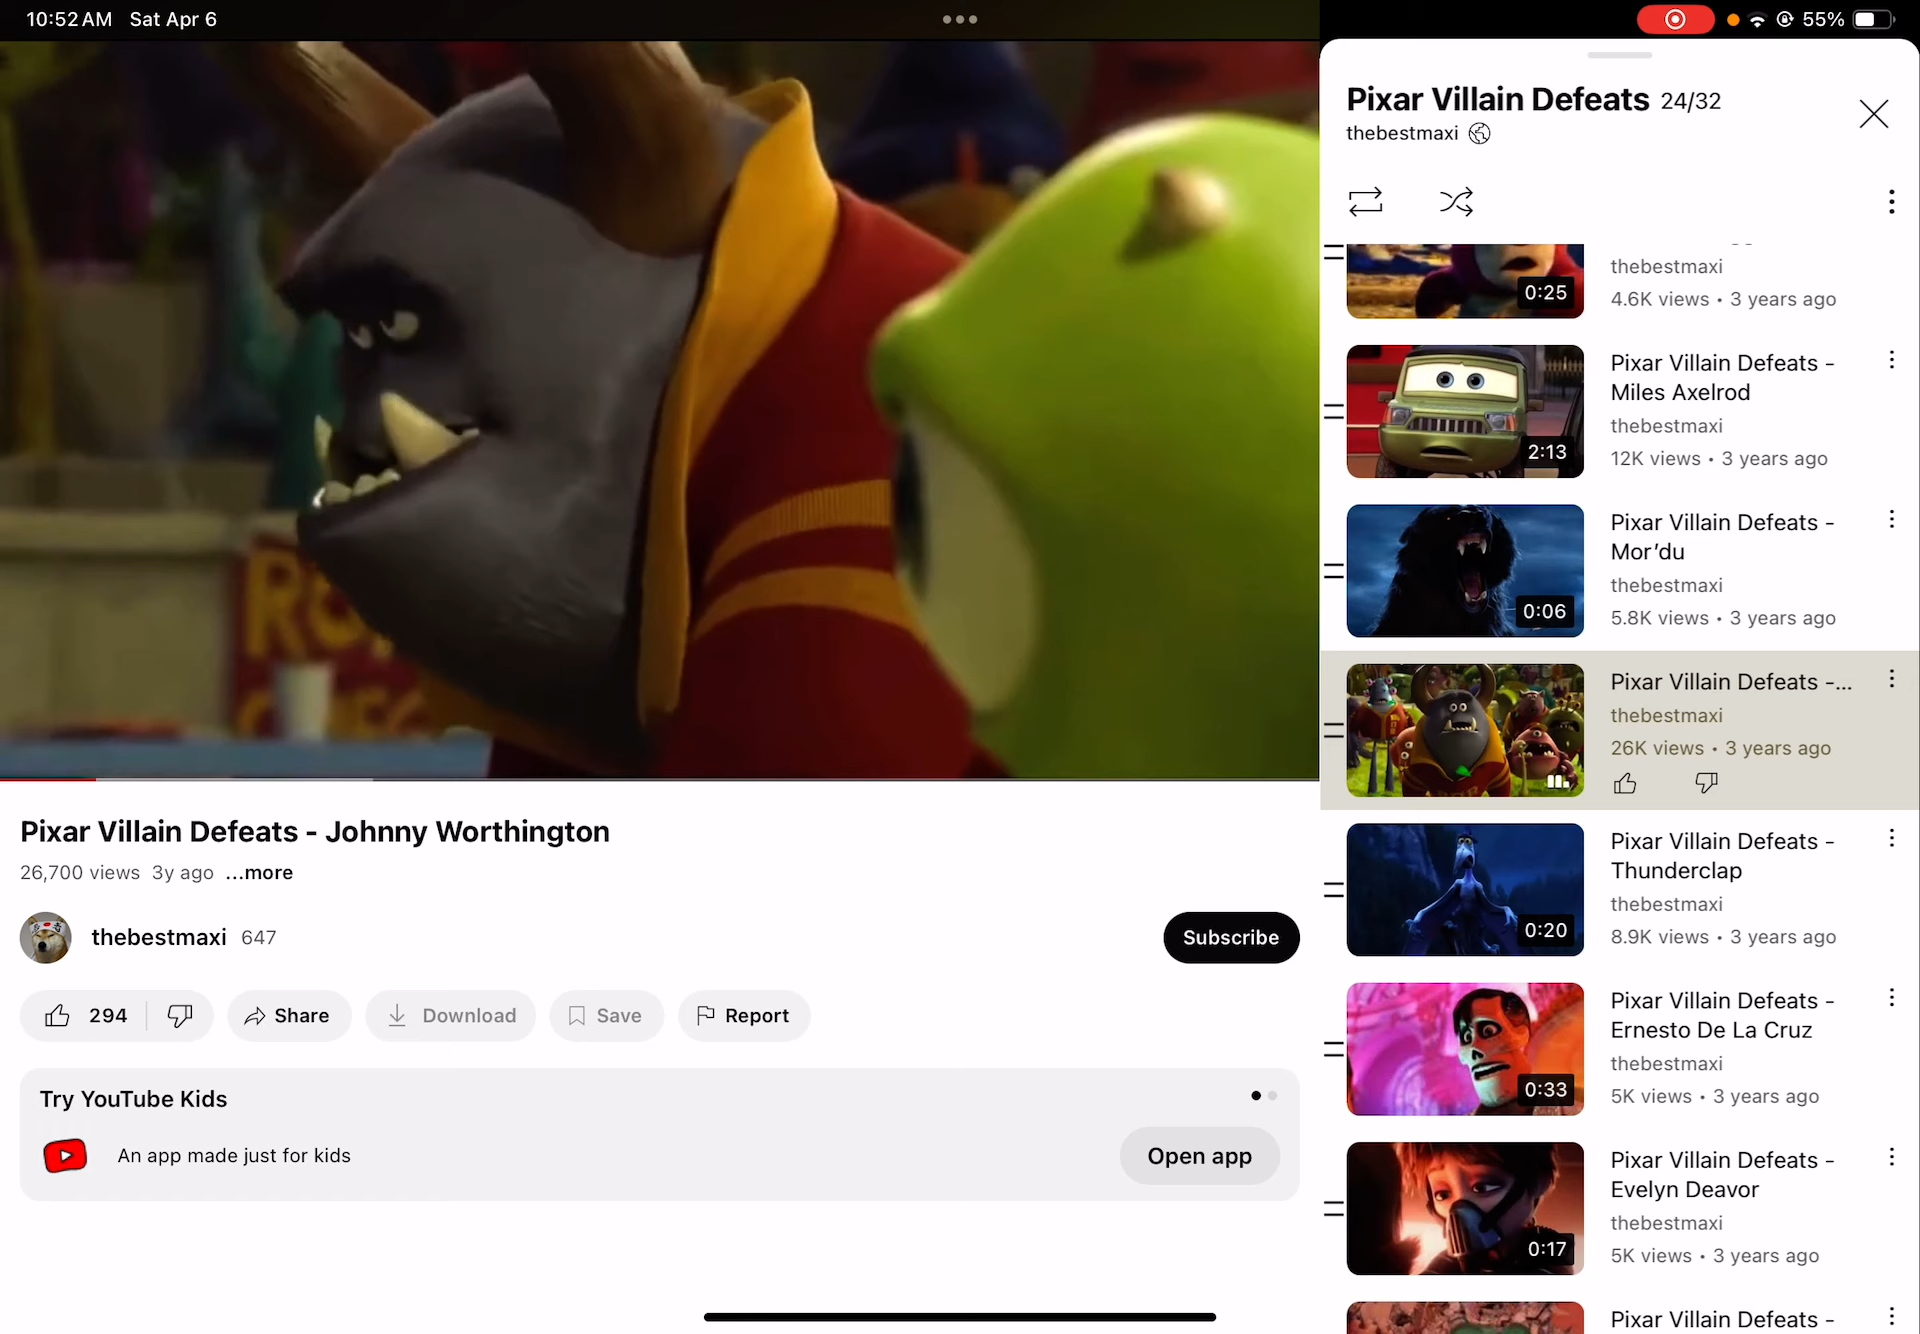 10:52 AM Sat Apr 6
55%
Pixar Villain Defeats 24/32
thebestmaxi
0:25
thebestmaxi
4.6K views • 3 years ago
2:13
Pixar Villain Defeats -
Miles Axelrod
thebestmaxi
12K views • 3 years ago
0:06
Pixar Villain Defeats -
Mor'du
thebestmaxi
5.8K views • 3 years ago
Pixar Villain Defeats -...
thebestmaxi
26K views • 3 years ago
0:20
Pixar Villain Defeats -
Thunderclap
thebestmaxi
8.9K views • 3 years ago
0:33
Pixar Villain Defeats -
Ernesto De La Cruz
thebestmaxi
5K views • 3 years ago
0:17
Pixar Villain Defeats -
Evelyn Deavor
thebestmaxi
5K views • 3 years ago
Pixar Villain Defeats -
Pixar Villain Defeats - Johnny Worthington
26,700 views 3y ago ...more
thebestmaxi 647
Subscribe
294 Share Download Save Report
Try YouTube Kids
An app made just for kids
Open app